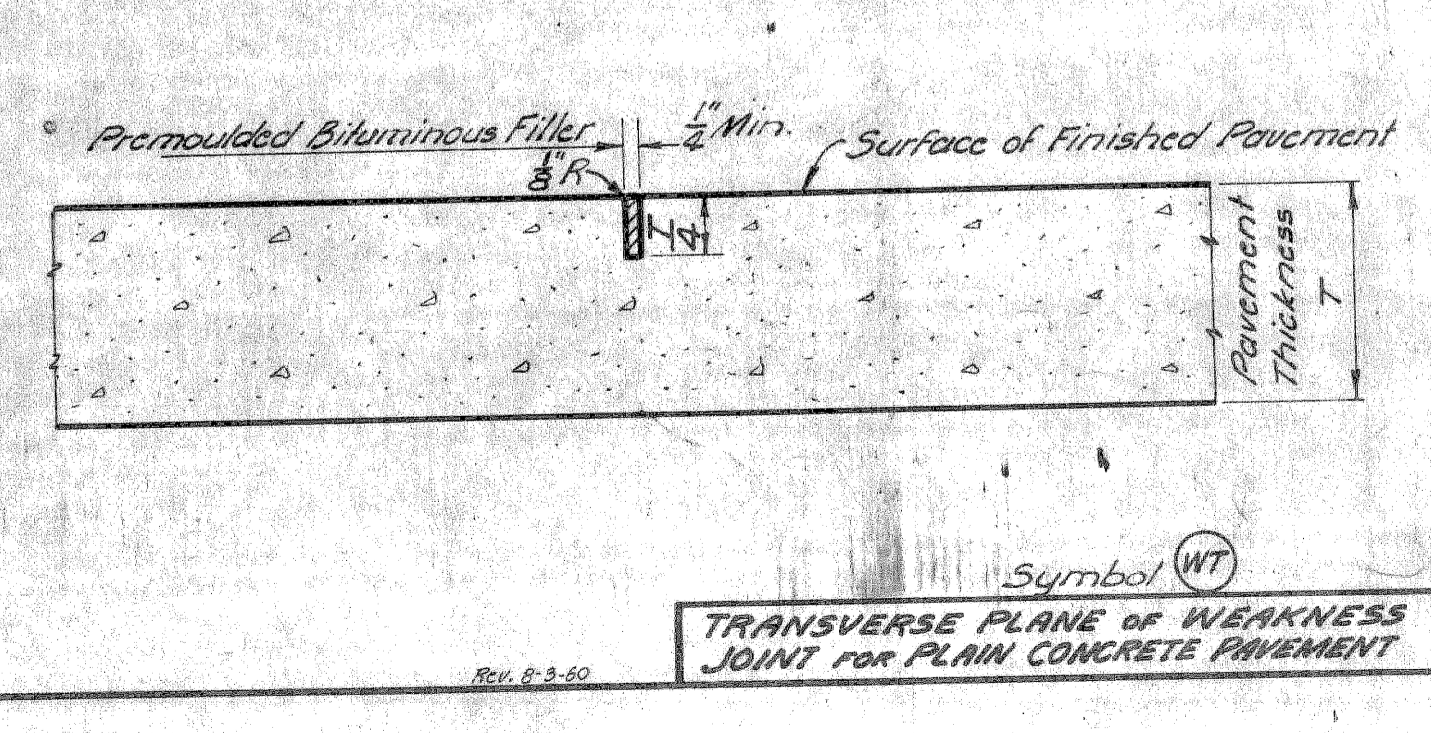 Premoulded Bituminous Filler
1/4" Min.
Surface of Finished Pavement
1/8" R
T/4
Pavement
Thickness
T
Symbol WT
TRANSVERSE PLANE OF WEAKNESS
JOINT FOR PLAIN CONCRETE PAVEMENT
Rev. 8-3-60